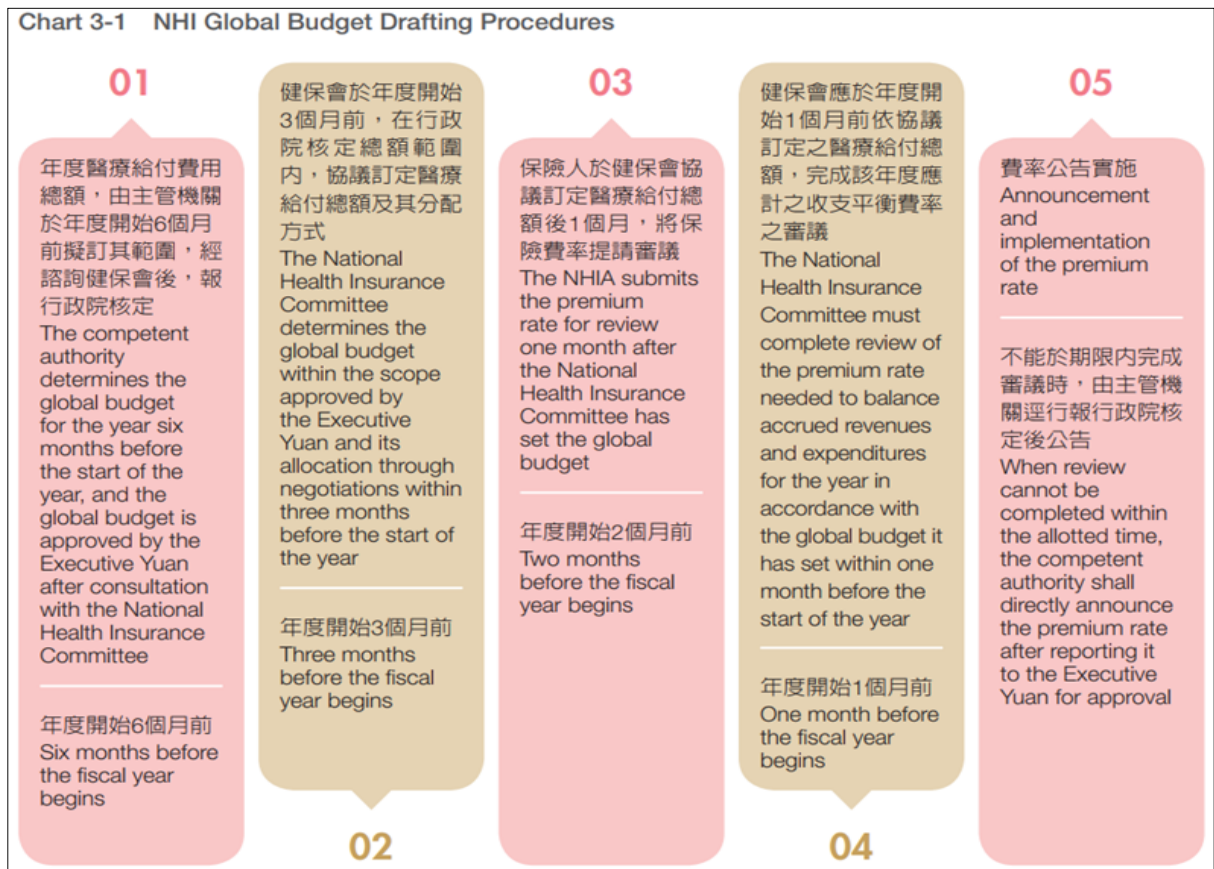 Chart 3-1 NHI Global Budget Drafting Procedures
01
年度醫療給付費用
總額，由主管機關
於年度開始6個月
前擬訂其範圍，經
諮詢健保會後，報
行政院核定
The competent
authority
determines the
global budget
for the year six
months before
the start of the
year, and the
global budget is
approved by the
Executive Yuan
after consultation
with the National
Health Insurance
Committee
年度開始6個月前
Six months before
the fiscal year
begins
健保會於年度開始
3個月前，在行政
院核定總額範圍
內，協議訂定醫療
給付總額及其分配
方式
The National
Health Insurance
Committee
determines the
global budget
within the scope
approved by
the Executive
Yuan and its
allocation through
negotiations within
three months
before the start of
the year
年度開始3個月前
Three months
before the fiscal
year begins
02
03
保險人於健保會協
議訂定醫療給付總
額後1個月，將保
險費率提請審議
The NHIA submits
the premium
rate for review
one month after
the National
Health Insurance
Committee has
set the global
budget
年度開始2個月前
Two months
before the fiscal
year begins
健保會應於年度開
始1個月前依協議
訂定之醫療給付總
額，完成該年度應
計之收支平衡費率
之審議
The National
Health Insurance
Committee must
complete review of
the premium rate
needed to balance
accrued revenues
and expenditures
for the year in
accordance with
the global budget it
has set within one
month before the
start of the year
年度開始1個月前
One month before
the fiscal year
begins
04
05
費率公告實施
Announcement
and
implementation
of the premium
rate
不能於期限內完成
審議時，由主管機
關逕行報行政院核
定後公告
When review
cannot be
completed within
the allotted time,
the competent
authority shall
directly announce
the premium rate
after reporting it
to the Executive
Yuan for approval